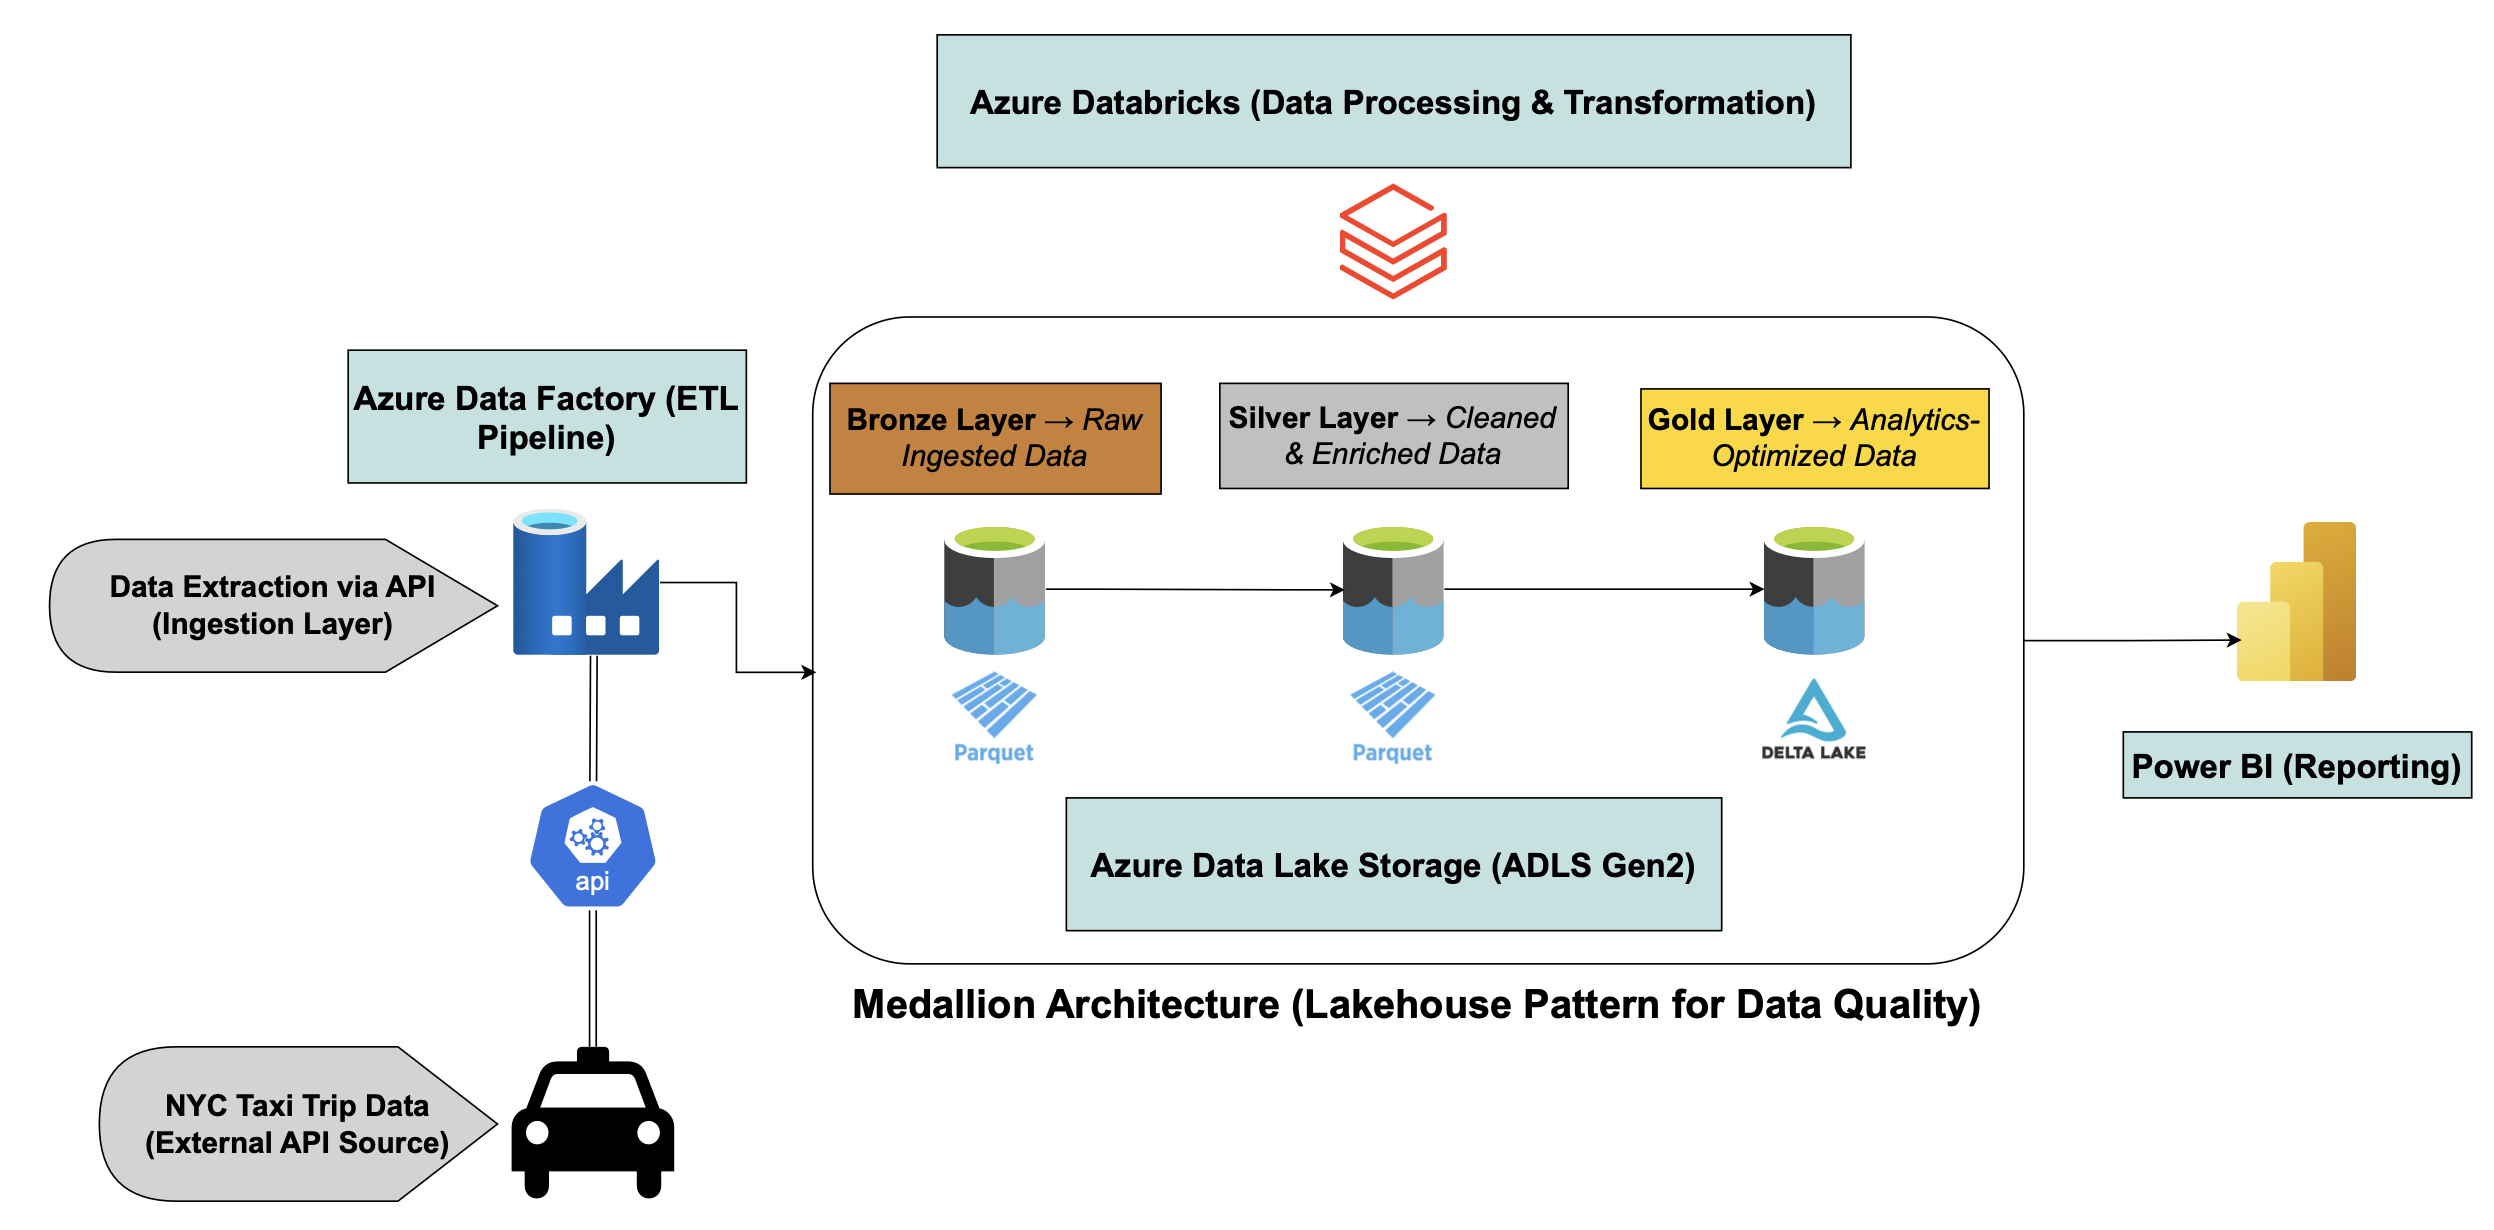 Azure Databricks (Data Processing & Transformation)
Azure Data Factory (ETL
Pipeline)
Bronze Layer → Raw
Ingested Data
Silver Layer → Cleaned
& Enriched Data
Gold Layer → Analytics-
Optimized Data
Data Extraction via API
(Ingestion Layer)
Parquet
Parquet
DELTA LAKE
Power BI (Reporting)
Azure Data Lake Storage (ADLS Gen2)
api
Medallion Architecture (Lakehouse Pattern for Data Quality)
NYC Taxi Trip Data
(External API Source)